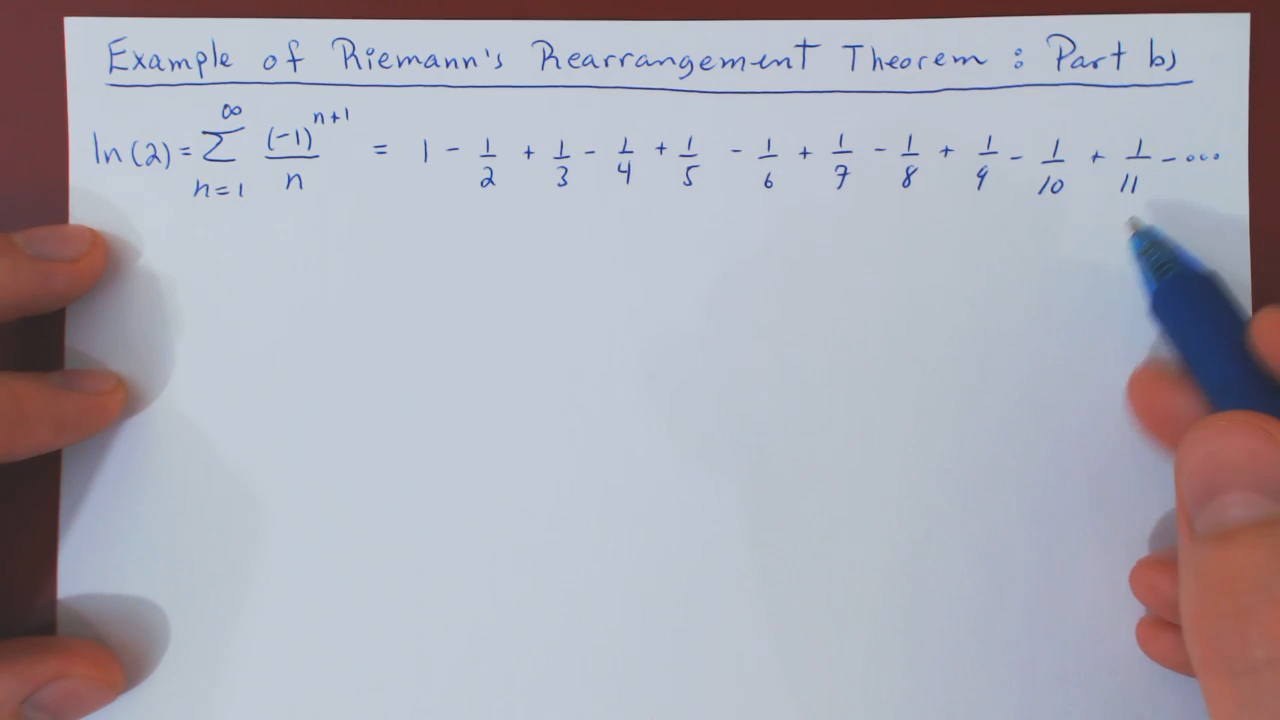 Example of Riemann's Rearrangement Theorem : Part b)
ln(2) = ∑_{n=1}^{∞} (-1)^{n+1}/n = 1 - 1/2 + 1/3 - 1/4 + 1/5 - 1/6 + 1/7 - 1/8 + 1/9 - 1/10 + 1/11 - ...